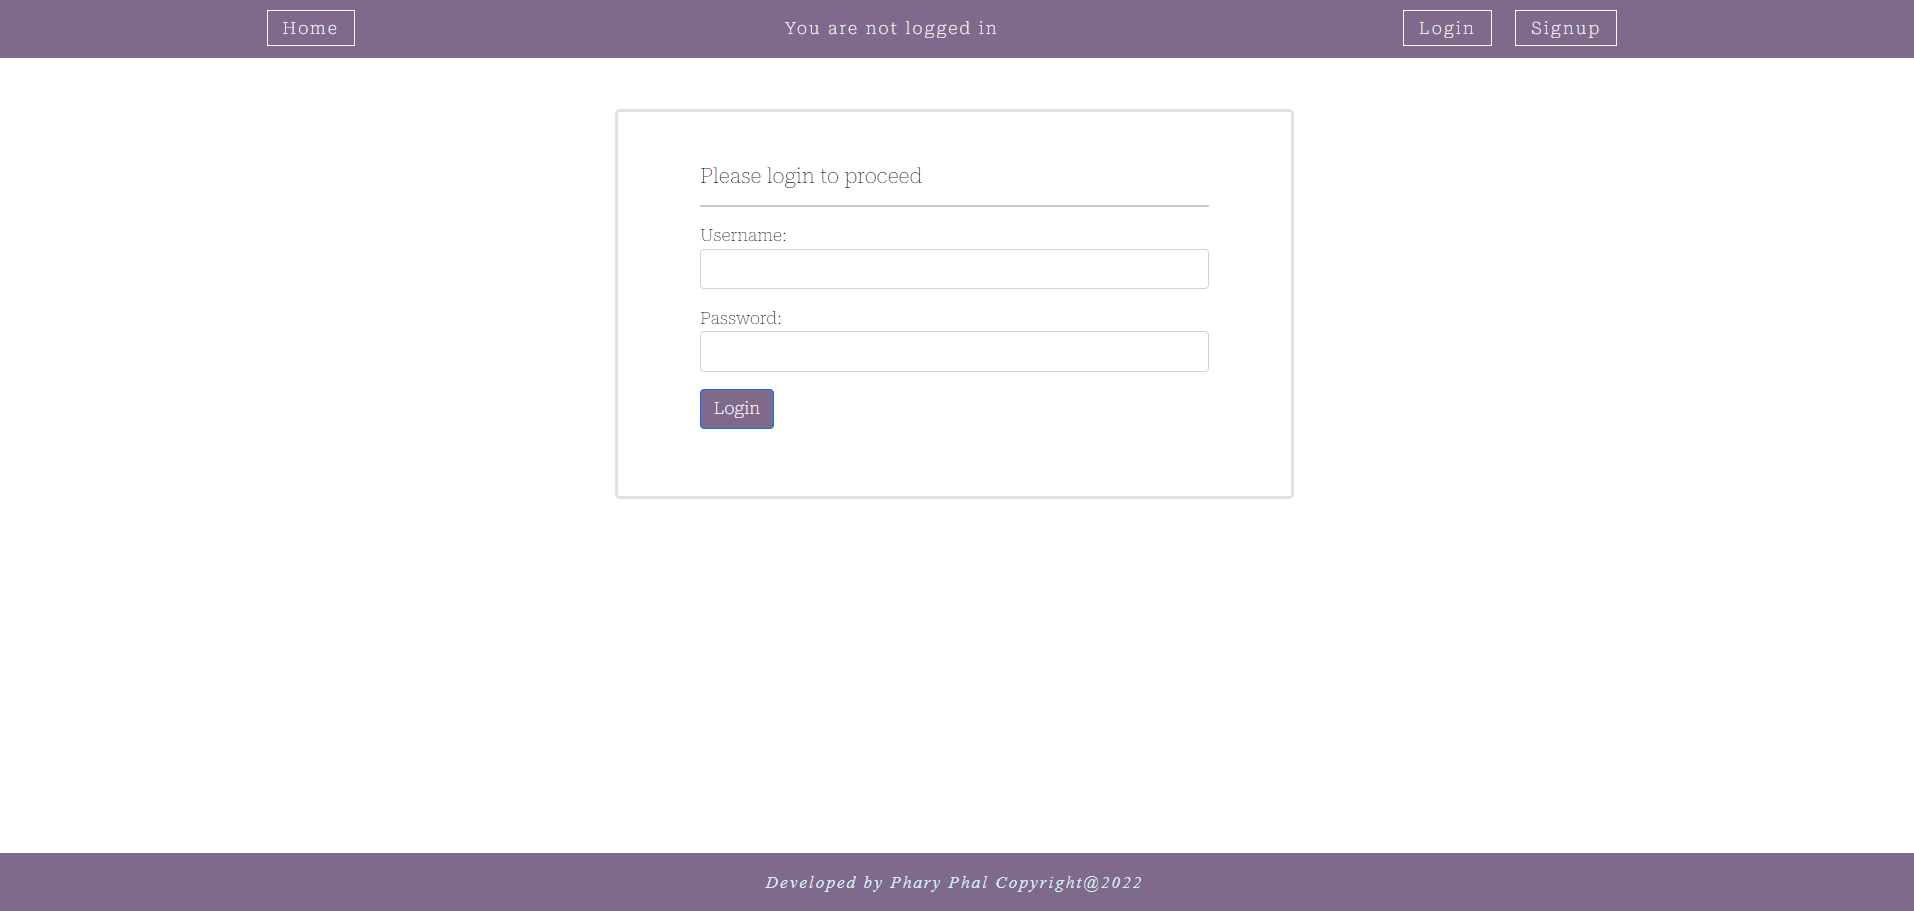 Home
You are not logged in
Login
Signup
Please login to proceed
Username:
Password:
Login
Developed by Phary Phal Copyright@2022